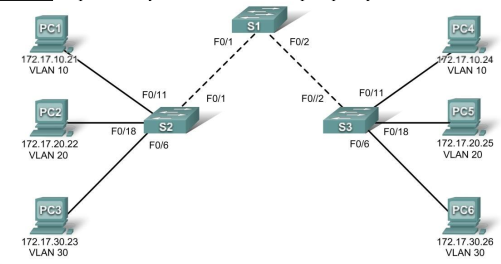 S1
F0/1
F0/2
PC1
172.17.10.21
VLAN 10
PC4
172.17.10.24
VLAN 10
F0/11
F0/1
F0//2
F0/11
PC2
172.17.20.22
VLAN 20
F0/18
S2
F0/6
S3
F0/18
F0/6
PC5
172.17.20.25
VLAN 20
PC3
172.17.30.23
VLAN 30
PC6
172.17.30.26
VLAN 30